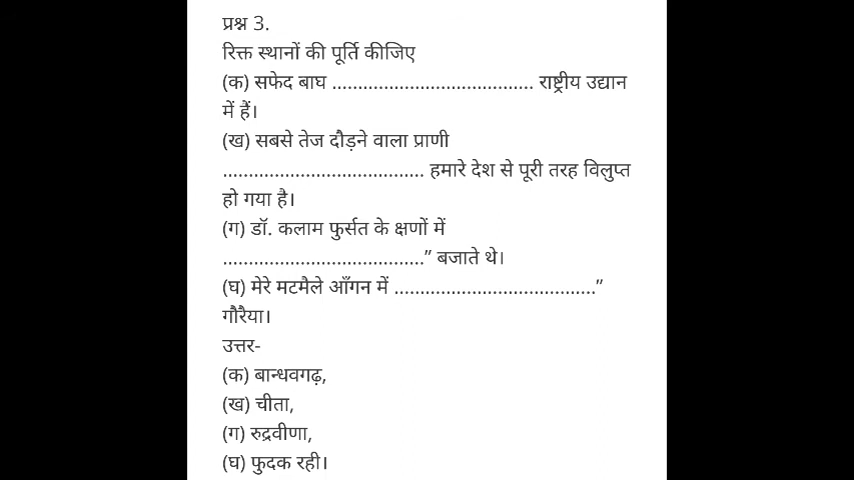 प्रश्न 3.
रिक्त स्थानों की पूर्ति कीजिए
(क) सफेद बाघ ....................................... राष्ट्रीय उद्यान
में हैं।
(ख) सबसे तेज दौड़ने वाला प्राणी
....................................... हमारे देश से पूरी तरह विलुप्त
हो गया है।
(ग) डॉ. कलाम फुर्सत के क्षणों में
.......................................” बजाते थे।
(घ) मेरे मटमैले आँगन में .......................................”
गौरैया।
उत्तर-
(क) बान्धवगढ़,
(ख) चीता,
(ग) रुद्रवीणा,
(घ) फुदक रही।